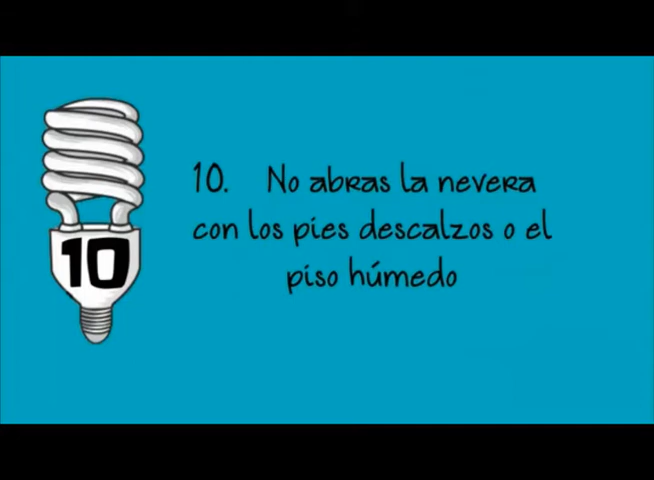 10
10. No abras la nevera
con los pies descalzos o el
piso húmedo